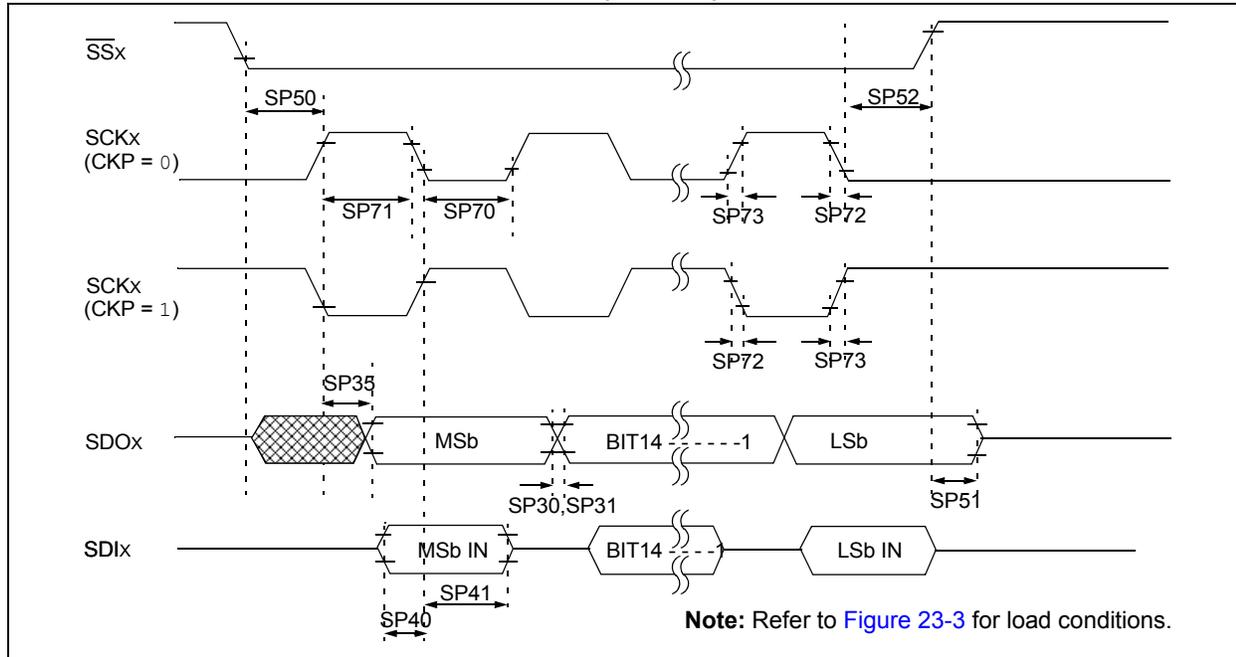 SSx
SP50
SP52
SCKx
(CKP = 0)
SP71
SP70
SP73
SP72
SCKx
(CKP = 1)
SP72
SP73
SP35
SDOx
MSb
BIT14 - - - - - -1
LSb
SP30,SP31
SP51
SDIx
MSb IN
BIT14 - - - -1
LSb IN
SP41
SP40
Note: Refer to Figure 23-3 for load conditions.